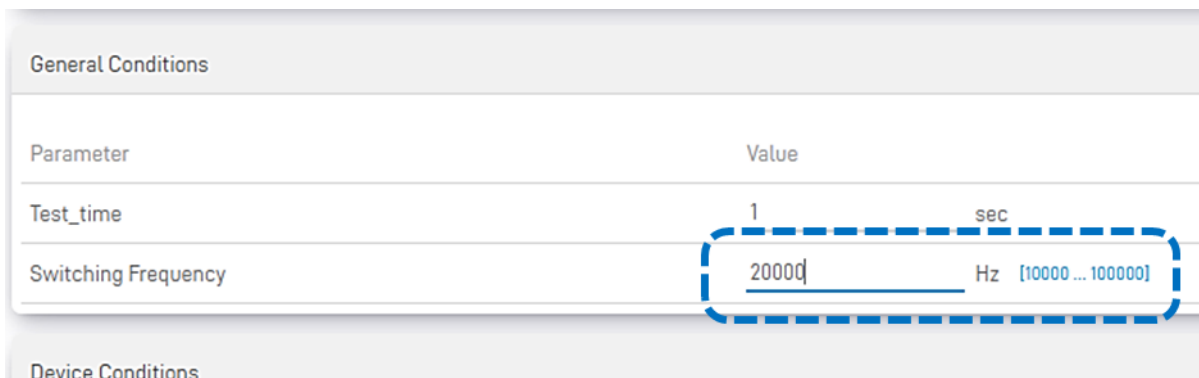 General Conditions
Parameter Value
Test_time 1 sec
Switching Frequency 20000 Hz [10000 ... 100000]
Device Conditions